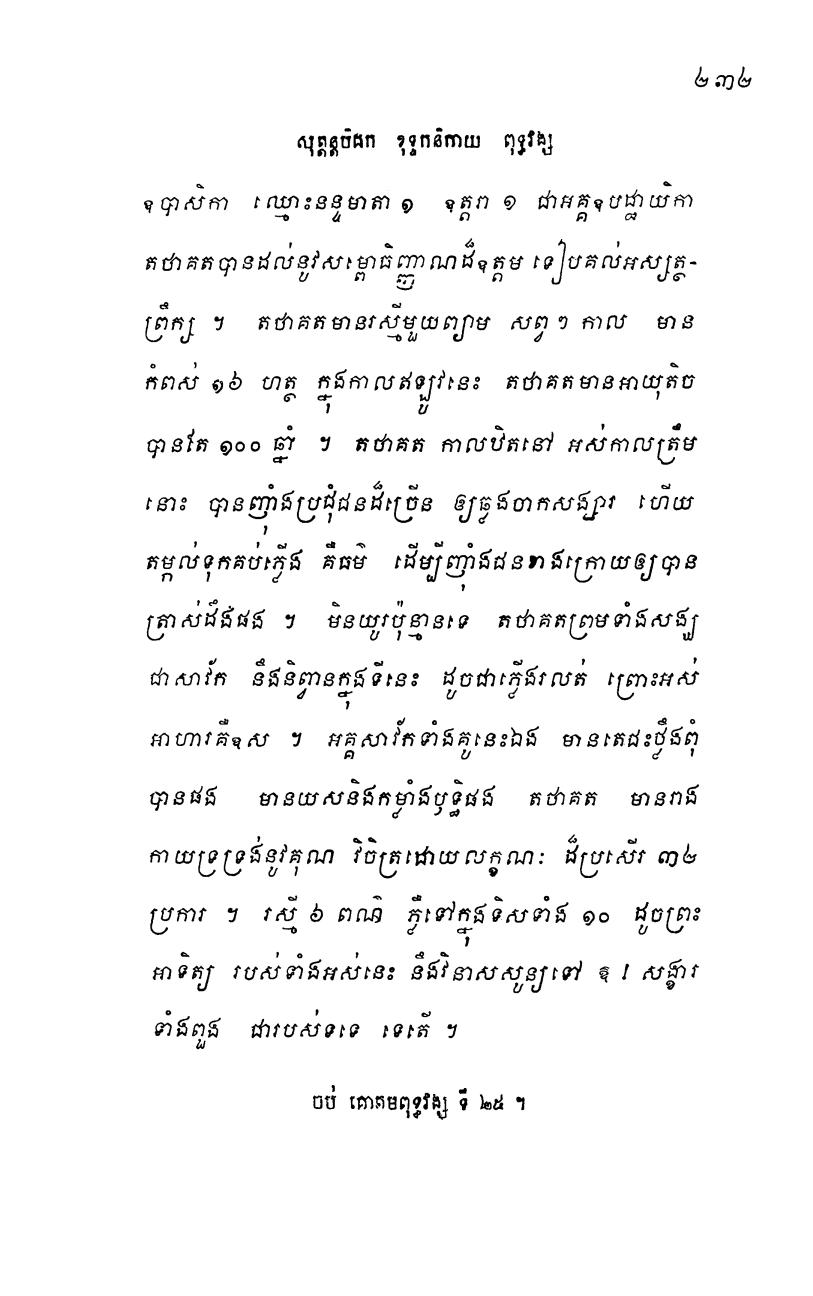 ២៣២
សុត្តន្តបិដក ខុទ្ទកនិកាយ ពុទ្ធវង្ស
ឧបាសិកា ឈ្មោះនន្ទមាតា ១ ឧត្តរា ១ ជាអគ្គឧបដ្ឋាយិកា
តថាគតបានដល់នូវសម្ពោធិញ្ញាណដ៏ឧត្តម ទៀបគល់អស្សត្ថ-
ព្រឹក្ស ។ តថាគតមានរស្មីមួយព្យាម សព្វ ៗ កាល មាន
កំពស់ ១៦ ហត្ថ ក្នុងកាលឥឡូវនេះ តថាគតមានអាយុតិច
បានតែ ១០០ ឆ្នាំ ។ តថាគត កាលឋិតនៅ អស់កាលត្រឹម
នោះ បានញ៉ាំងប្រជុំជនដ៏ច្រើន ឲ្យឆ្លងចាកសង្សារ ហើយ
តម្កល់ទុកគប់ភ្លើង គឺធម៌ ដើម្បីញ៉ាំងជនខាងក្រោយឲ្យបាន
ត្រាស់ដឹងផង ។ មិនយូរប៉ុន្មានទេ តថាគតព្រមទាំងសង្ឃ
ជាសាវ័ក នឹងនិព្វានក្នុងទីនេះ ដូចជាភ្លើងរលត់ ព្រោះអស់
អាហារគឺឧស ។ អគ្គសាវ័កទាំងគូនេះឯង មានតេជះថ្លឹងពុំ
បានផង មានយសនិងកម្លាំងឫទ្ធិផង តថាគត មានរាង
កាយទ្រទ្រង់នូវគុណ វិចិត្រដោយលក្ខណៈ ដ៏ប្រសើរ ៣២
ប្រការ ។ រស្មី ៦ ពណ៌ ភ្លឺទៅក្នុងទិសទាំង ១០ ដូចព្រះ
អាទិត្យ របស់ទាំងអស់នេះ នឹងវិនាសសូន្យទៅ ឱ ! សង្ខារ
ទាំងពួង ជារបស់ទទេ ទេតើ ។
ចប់ គោតមពុទ្ធវង្ស ទី ២៥ ។